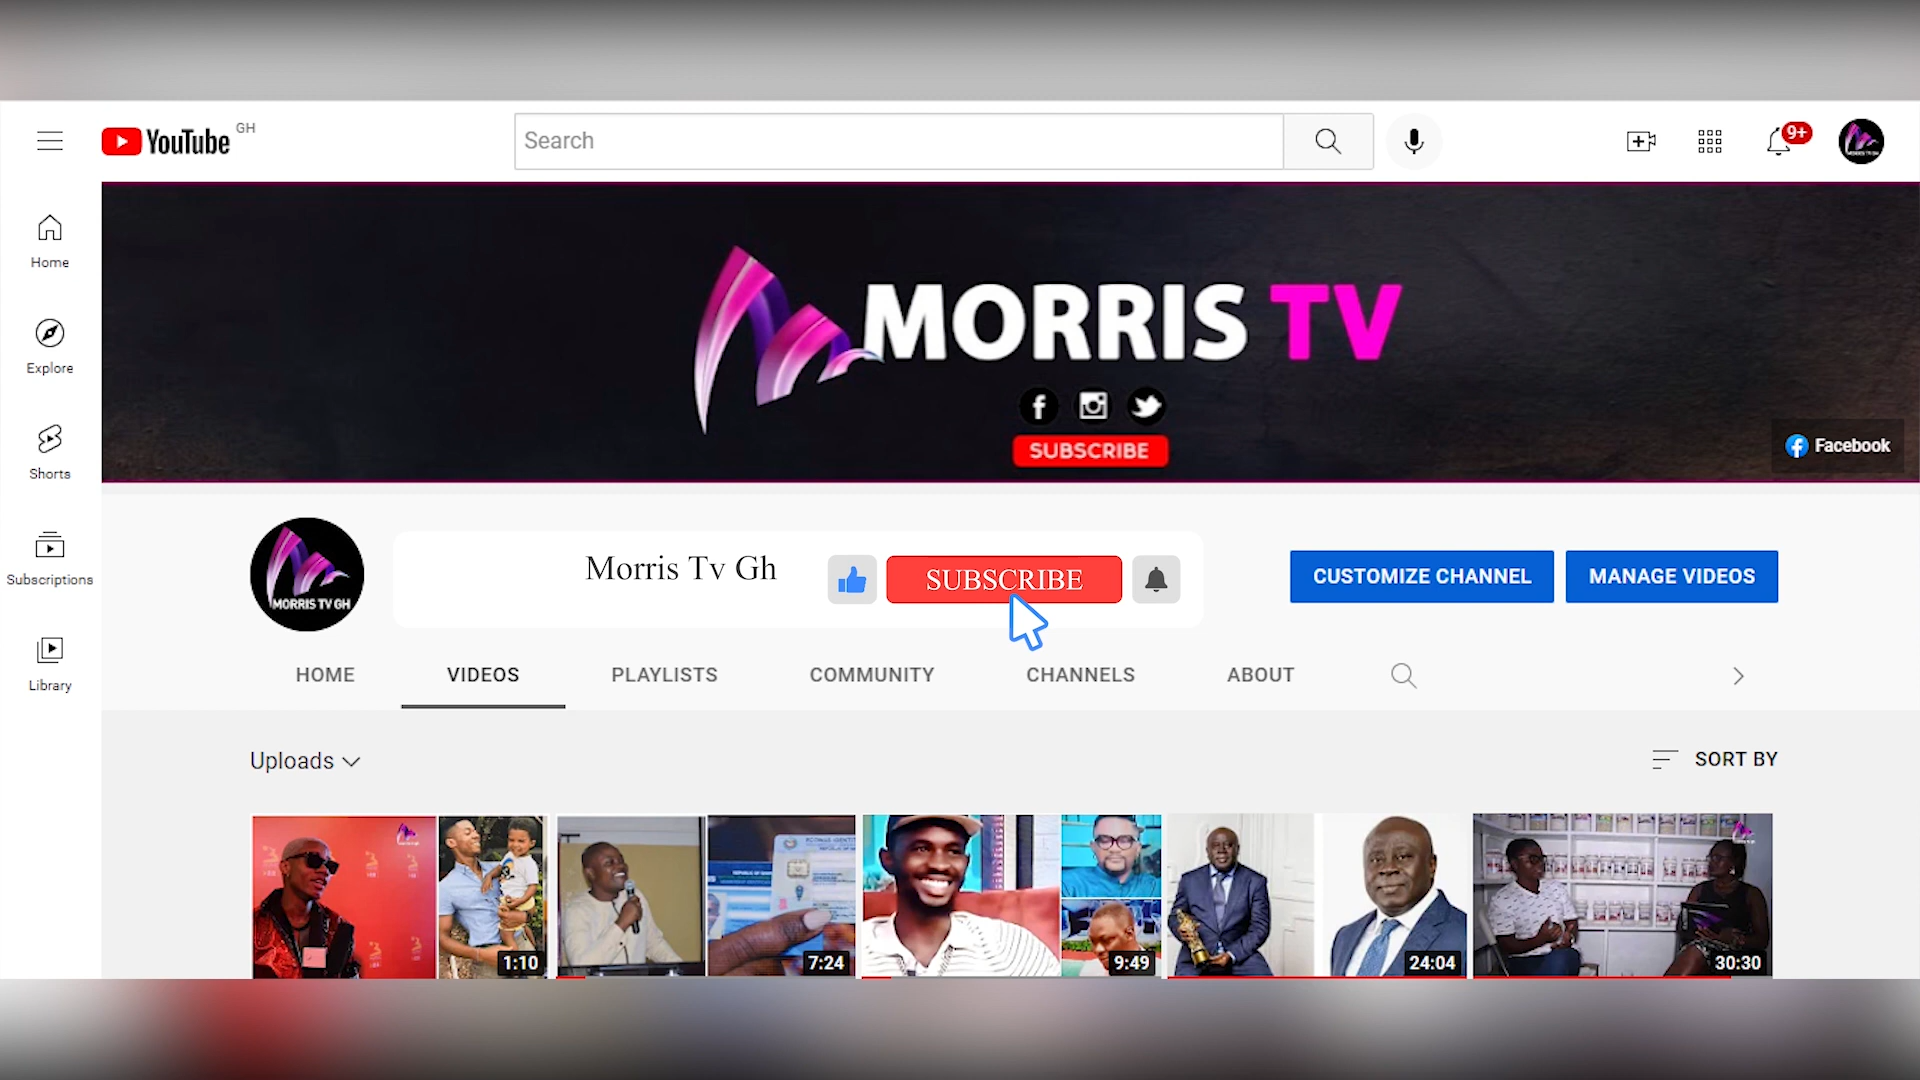 YouTube GH
Search
9+
Home
Explore
Shorts
Subscriptions
Library
MORRIS TV
SUBSCRIBE
Facebook
MORRIS TV GH
Morris Tv Gh
SUBSCRIBE
CUSTOMIZE CHANNEL
MANAGE VIDEOS
HOME
VIDEOS
PLAYLISTS
COMMUNITY
CHANNELS
ABOUT
Uploads
SORT BY
1:10
7:24
9:49
24:04
30:30